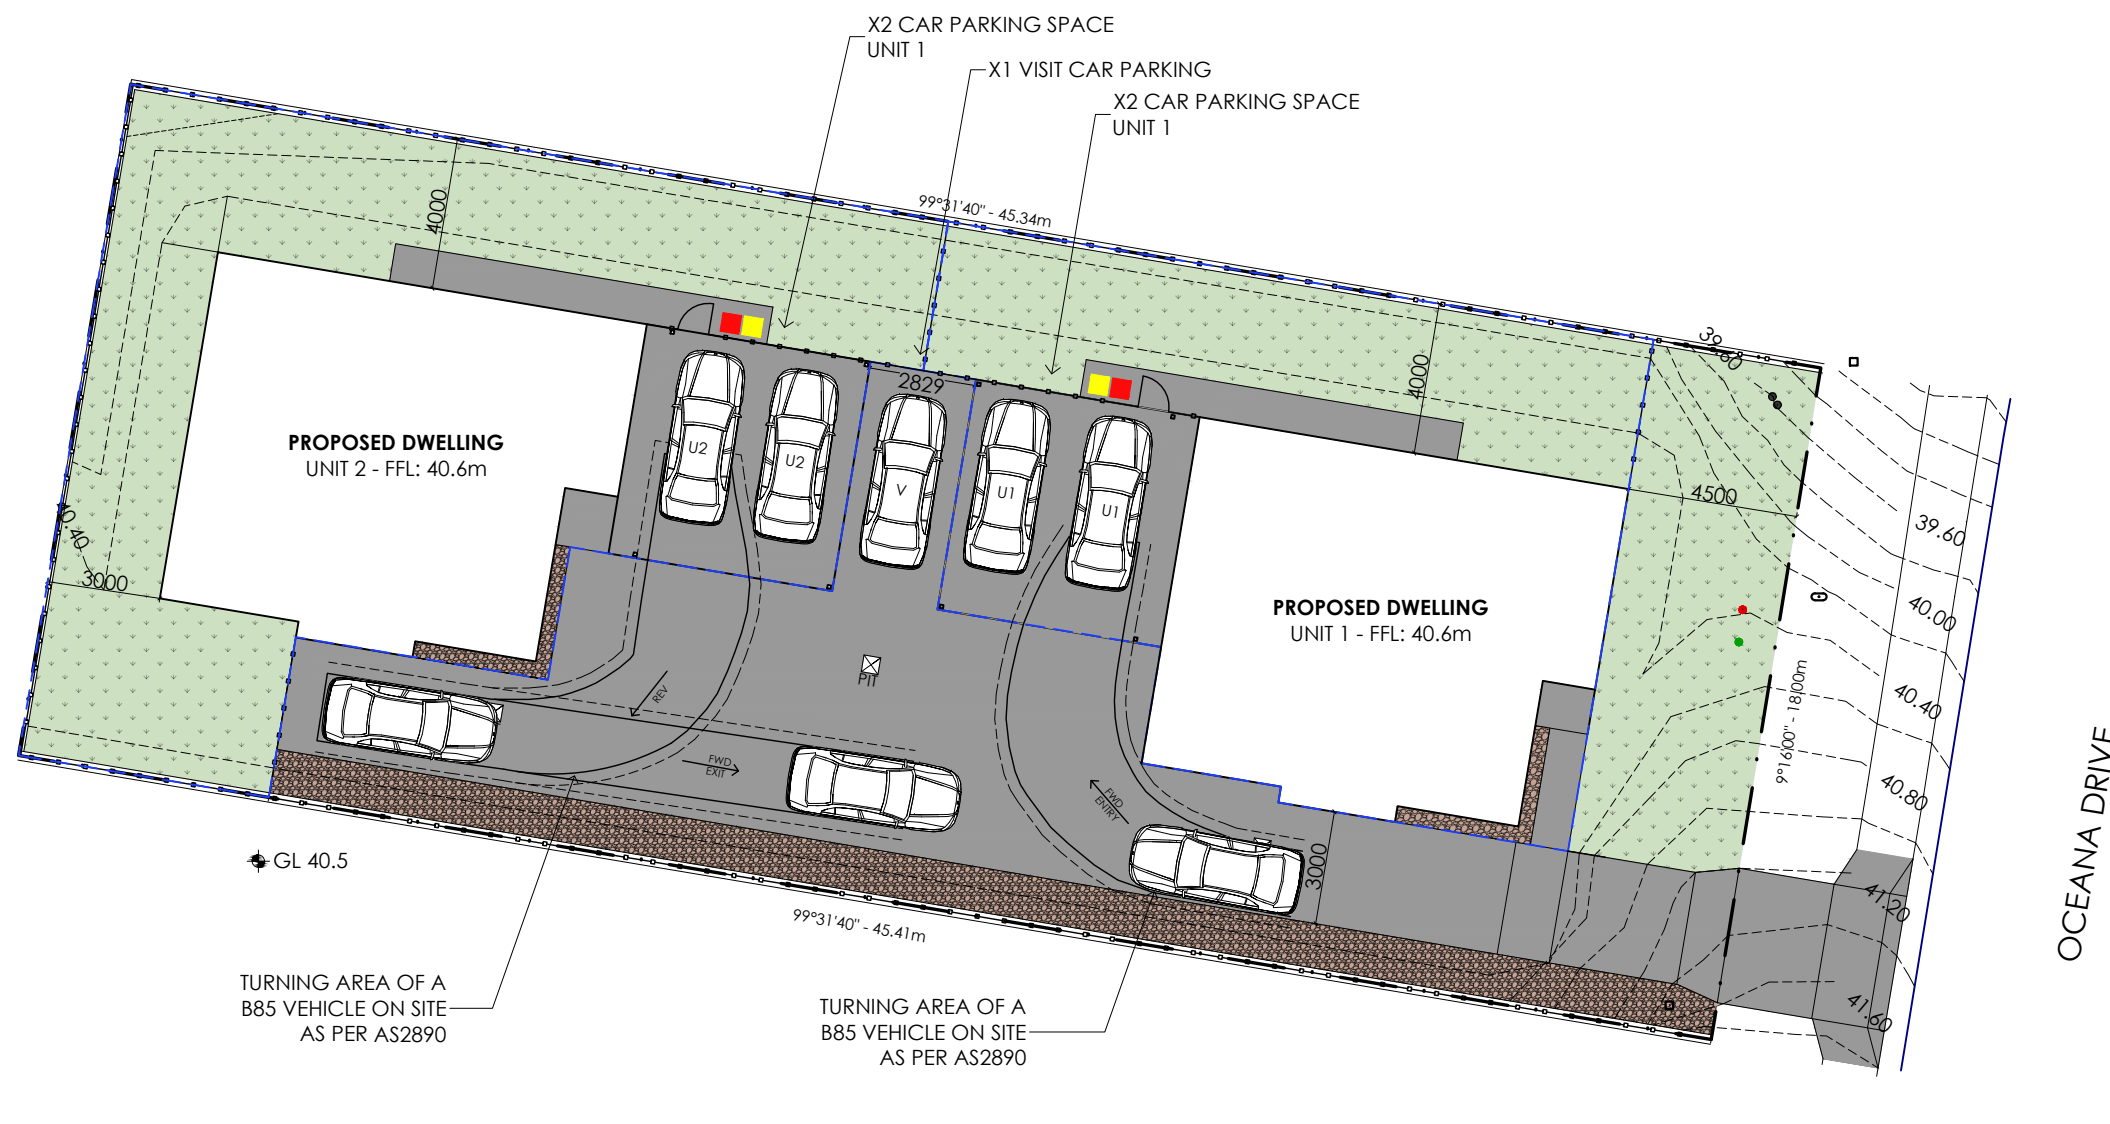 X2 CAR PARKING SPACE
UNIT 1
X1 VISIT CAR PARKING
X2 CAR PARKING SPACE
UNIT 1
99°31'40" - 45.34m
4000
39.60
2829
4000
U2
U2
V
U1
U1
PROPOSED DWELLING
UNIT 2 - FFL: 40.6m
4500
39.60
3000
PROPOSED DWELLING
UNIT 1 - FFL: 40.6m
40.00
PIT
REV
40.40
9°16'00" - 18.00m
FWD
EXIT
FWD
ENTRY
40.80
OCEANA DRIVE
3000
GL 40.5
41.20
99°31'40" - 45.41m
41.60
TURNING AREA OF A
B85 VEHICLE ON SITE
AS PER AS2890
TURNING AREA OF A
B85 VEHICLE ON SITE
AS PER AS2890